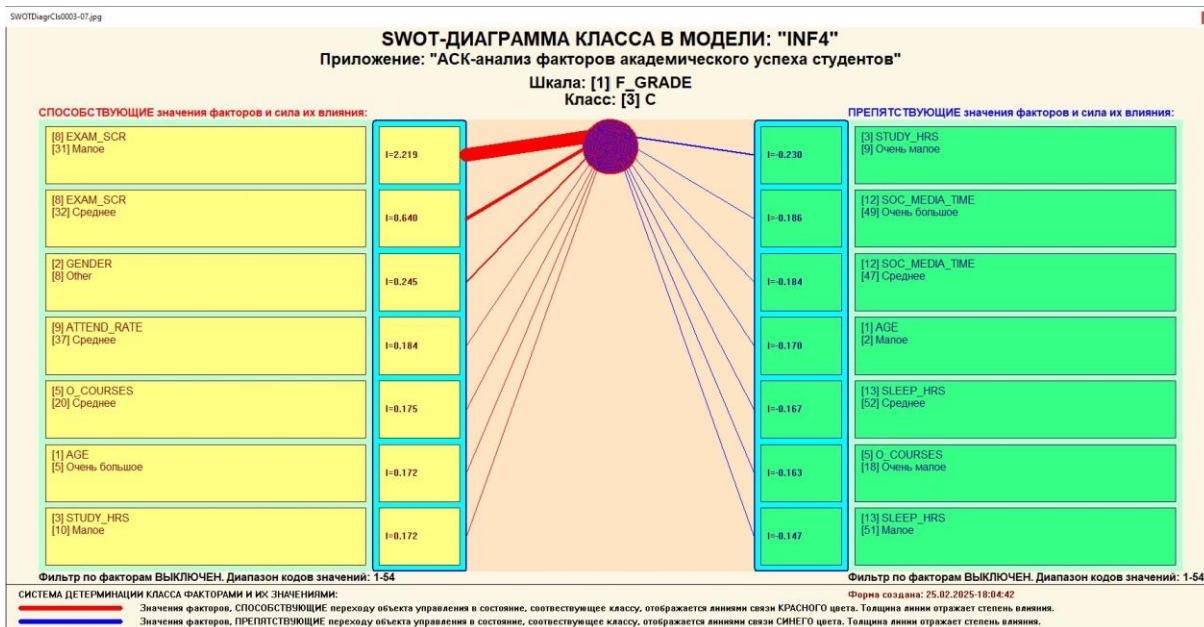 SWOTDiagrCls0003-07.jpg
SWOT-ДИАГРАММА КЛАССА В МОДЕЛИ: "INF4"
Приложение: "АСК-анализ факторов академического успеха студентов"
Шкала: [1] F_GRADE
Класс: [3] C
СПОСОБСТВУЮЩИЕ значения факторов и сила их влияния:
[8] EXAM_SCR
[31] Малое
I=2.219
[8] EXAM_SCR
[32] Среднее
I=0.640
[2] GENDER
[8] Other
I=0.245
[9] ATTEND_RATE
[37] Среднее
I=0.184
[5] O_COURSES
[20] Среднее
I=0.175
[1] AGE
[5] Очень большое
I=0.172
[3] STUDY_HRS
[10] Малое
I=0.172
Фильтр по факторам ВЫКЛЮЧЕН. Диапазон кодов значений: 1-54
ПРЕПЯТСТВУЮЩИЕ значения факторов и сила их влияния:
I=-0.230
[3] STUDY_HRS
[9] Очень малое
I=-0.186
[12] SOC_MEDIA_TIME
[49] Очень большое
I=-0.184
[12] SOC_MEDIA_TIME
[47] Среднее
I=-0.170
[1] AGE
[2] Малое
I=-0.167
[13] SLEEP_HRS
[52] Среднее
I=-0.163
[5] O_COURSES
[18] Очень малое
I=-0.147
[13] SLEEP_HRS
[51] Малое
Фильтр по факторам ВЫКЛЮЧЕН. Диапазон кодов значений: 1-54
СИСТЕМА ДЕТЕРМИНАЦИИ КЛАССА ФАКТОРАМИ И ИХ ЗНАЧЕНИЯМИ:
Форма создана: 25.02.2025-18:04:42
Значения факторов, СПОСОБСТВУЮЩИЕ переходу объекта управления в состояние, соотвествующее классу, отображается линиями связи КРАСНОГО цвета. Толщина линии отражает степень влияния.
Значения факторов, ПРЕПЯТСТВУЮЩИЕ переходу объекта управления в состояние, соотвествующее классу, отображается линиями связи СИНЕГО цвета. Толщина линии отражает степень влияния.